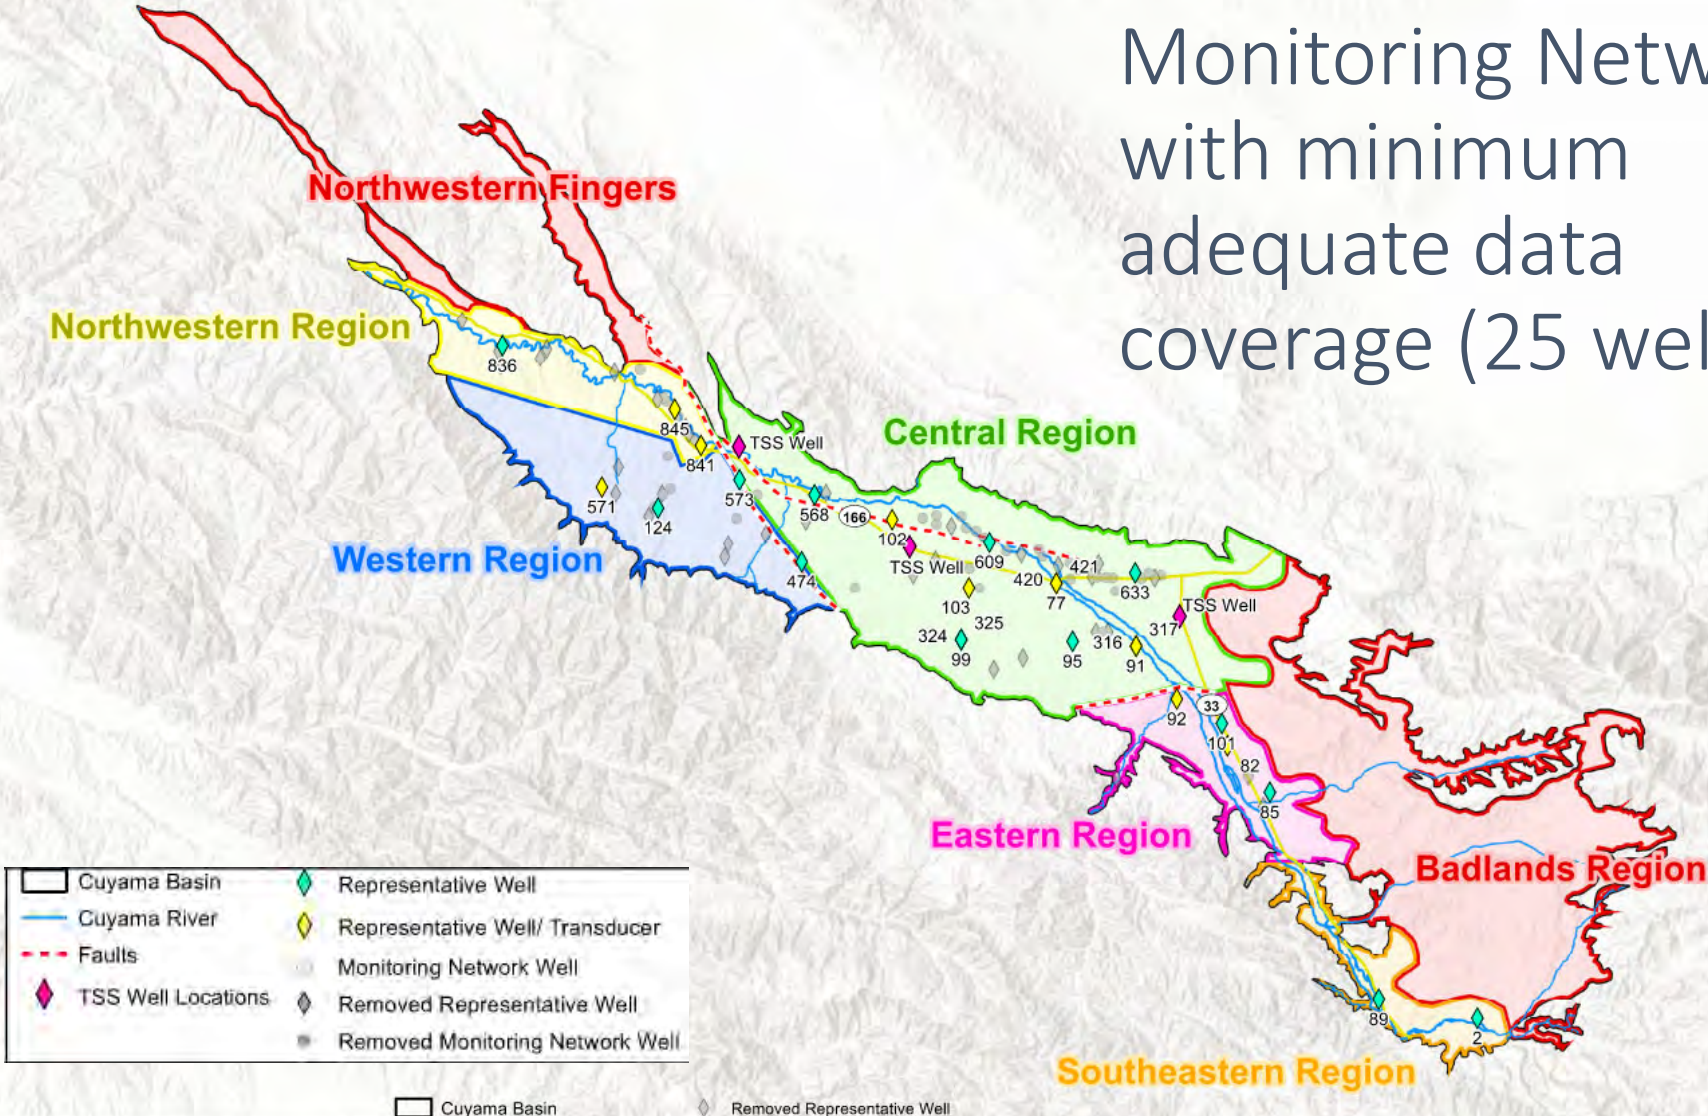 Monitoring Netw
with minimum
adequate data
coverage (25 wel
Northwestern Fingers
Northwestern Region
836
845
841
TSS Well
Central Region
571
124
573
568
166
102
TSS Well
609
420
421
77
633
Western Region
474
103
325
324
99
95
316
91
317
TSS Well
92
33
101
82
85
Eastern Region
Badlands Region
89
2
Southeastern Region
Cuyama Basin
Cuyama River
Faults
TSS Well Locations
Representative Well
Representative Well/ Transducer
Monitoring Network Well
Removed Representative Well
Removed Monitoring Network Well
Cuyama Basin
Removed Representative Well